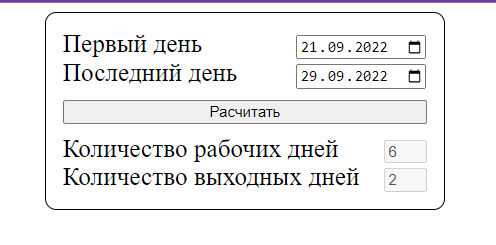 Первый день 21.09.2022
Последний день 29.09.2022
Расчитать
Количество рабочих дней 6
Количество выходных дней 2